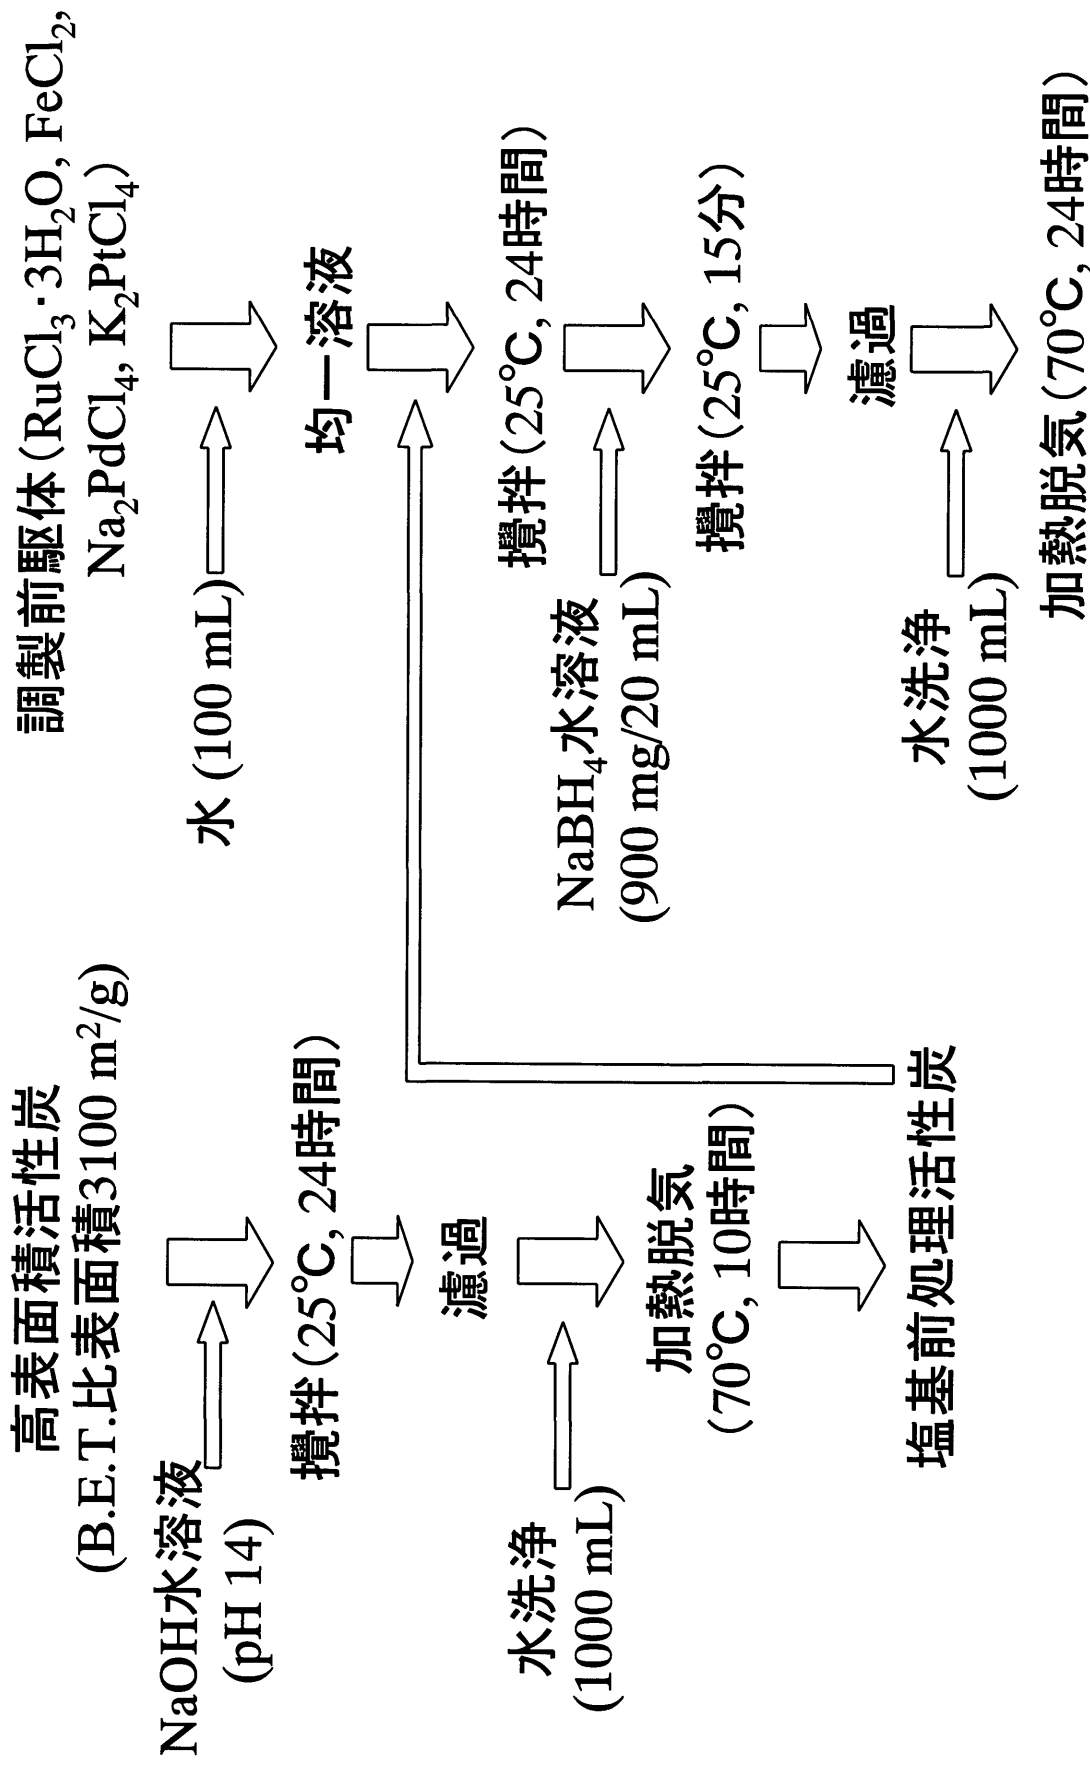 高表面積活性炭
(B.E.T.比表面積3100 m²/g)
NaOH水溶液
(pH 14)
攪拌(25℃, 24時間)
濾過
水洗浄
(1000 mL)
加熱脱気
(70℃, 10時間)
塩基前処理活性炭
調製前駆体(RuCl₃·3H₂O, FeCl₂,
Na₂PdCl₄, K₂PtCl₄)
水 (100 mL)
均一溶液
攪拌(25℃, 24時間)
NaBH₄水溶液
(900 mg/20 mL)
攪拌(25℃, 15分)
濾過
水洗浄
(1000 mL)
加熱脱気(70℃, 24時間)